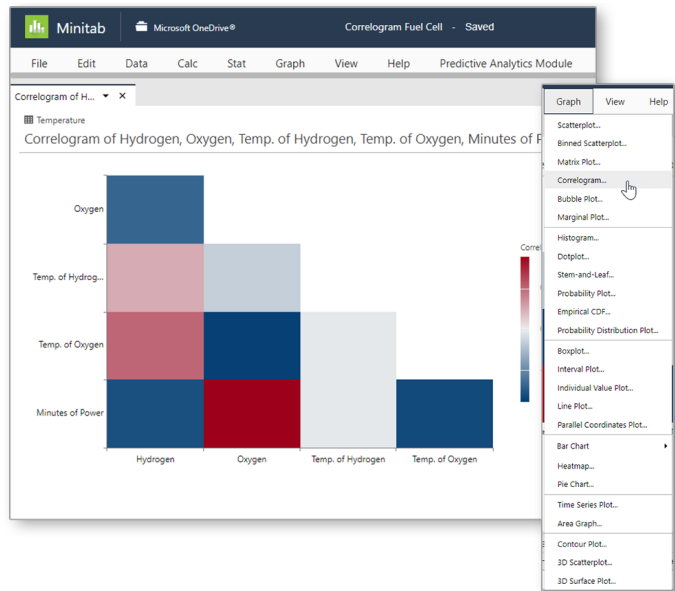 Minitab
Microsoft OneDrive®
Correlogram Fuel Cell - Saved
File Edit Data Calc Stat Graph View Help Predictive Analytics Module
Correlogram of H...
Temperature
Correlogram of Hydrogen, Oxygen, Temp. of Hydrogen, Temp. of Oxygen, Minutes of P
Oxygen
Temp. of Hydrog...
Temp. of Oxygen
Minutes of Power
Hydrogen Oxygen Temp. of Hydrogen Temp. of Oxygen
Correl
Graph View Help
Scatterplot...
Binned Scatterplot...
Matrix Plot...
Correlogram...
Bubble Plot...
Marginal Plot...
Histogram...
Dotplot...
Stem-and-Leaf...
Probability Plot...
Empirical CDF...
Probability Distribution Plot...
Boxplot...
Interval Plot...
Individual Value Plot...
Line Plot...
Parallel Coordinates Plot...
Bar Chart
Heatmap...
Pie Chart...
Time Series Plot...
Area Graph...
Contour Plot...
3D Scatterplot...
3D Surface Plot...